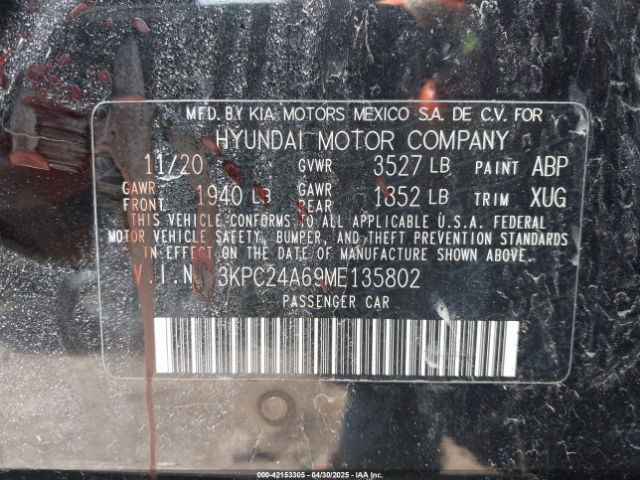 MFD. BY KIA MOTORS MEXICO S.A. DE C.V. FOR
HYUNDAI MOTOR COMPANY
11/20 GVWR 3527 LB PAINT ABP
GAWR FRONT 1940 LB GAWR REAR 1852 LB TRIM XUG
THIS VEHICLE CONFORMS TO ALL APPLICABLE U.S.A. FEDERAL
MOTOR VEHICLE SAFETY, BUMPER, AND THEFT PREVENTION STANDARDS
IN EFFECT ON THE DATE OF MANUFACTURE SHOWN ABOVE.
V.I.N 3KPC24A69ME135802
PASSENGER CAR
000-42153305 - 04/30/2025 - IAAI.COM